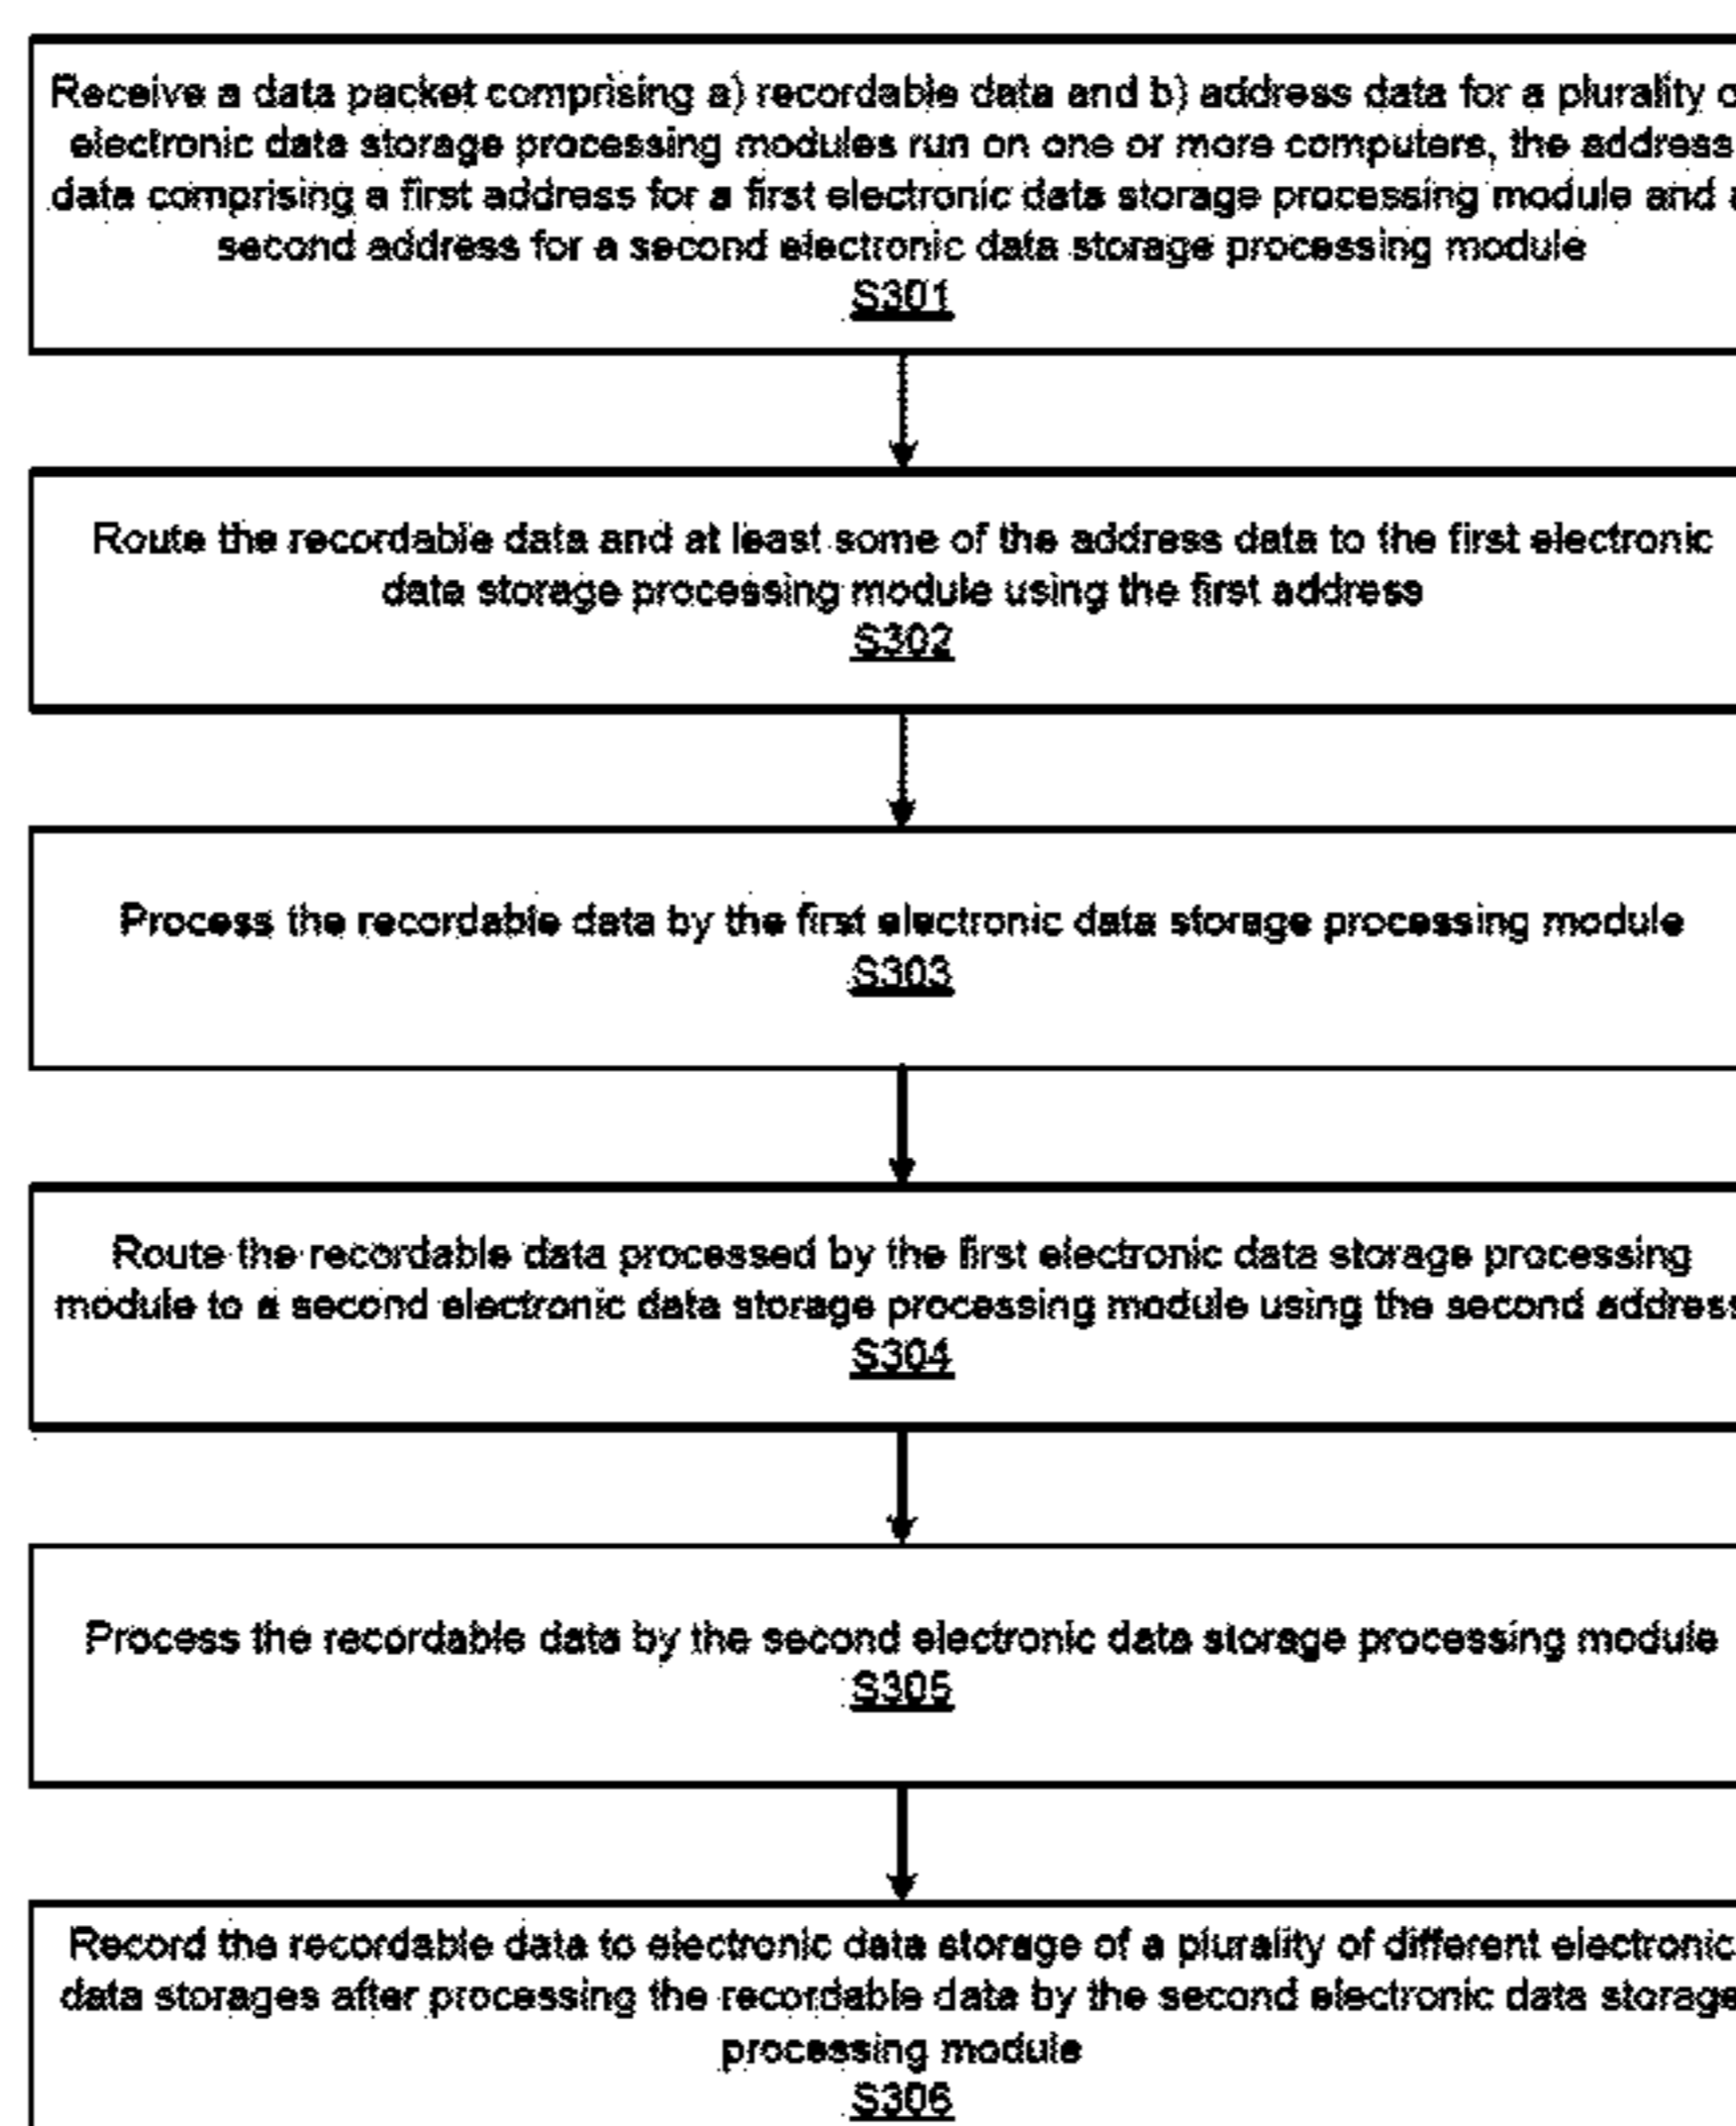 Receive a data packet comprising a) recordable data and b) address data for a plurality
electronic data storage processing modules run on one or more computers, the address
data comprising a first address for a first electronic data storage processing module and
second address for a second electronic data storage processing module
S301
Route the recordable data and at least some of the address data to the first electronic
data storage processing module using the first address
S302
Process the recordable data by the first electronic data storage processing module
S303
Route the recordable data processed by the first electronic data storage processing
module to a second electronic data storage processing module using the second address
S304
Process the recordable data by the second electronic data storage processing module
S305
Record the recordable data to electronic data storage of a plurality of different electronic
data storages after processing the recordable data by the second electronic data storage
processing module
S306